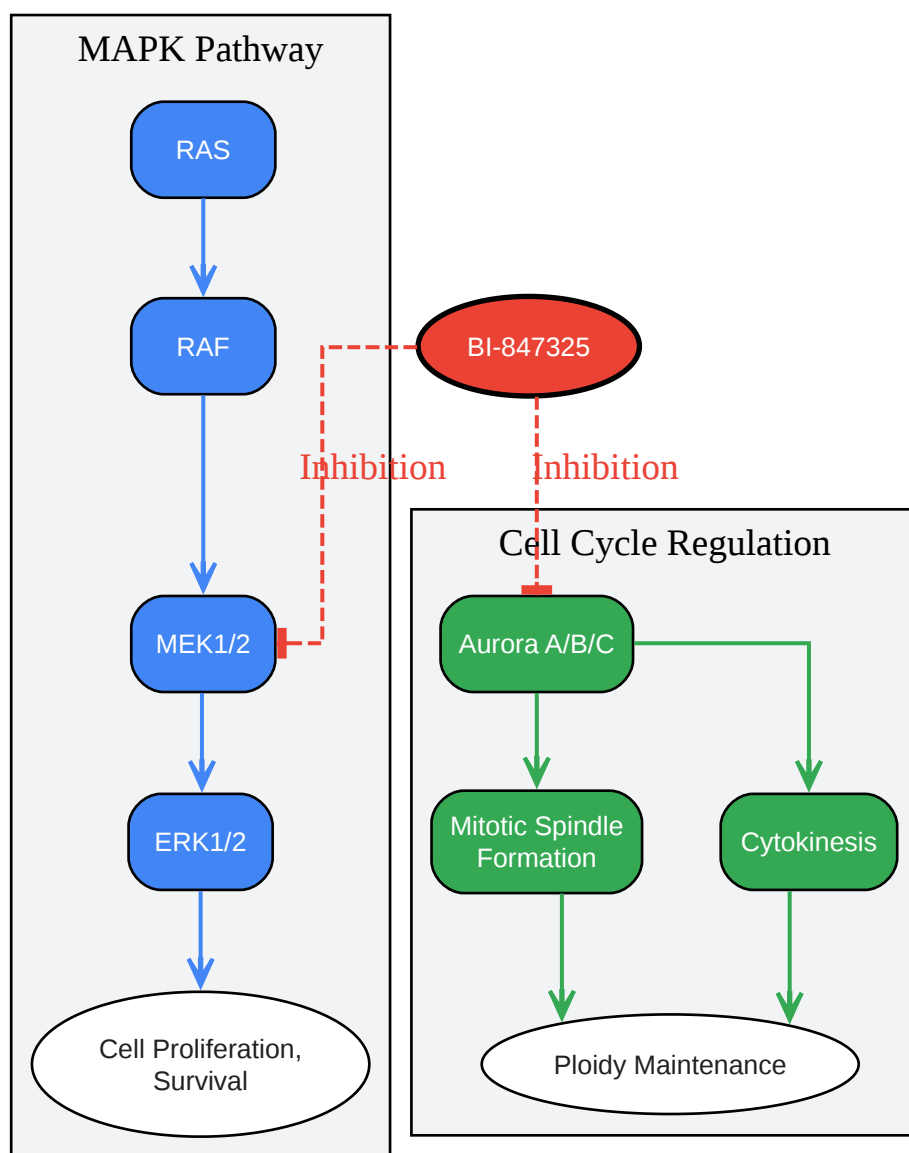 MAPK Pathway
RAS
RAF
BI-847325
Inhibition
Inhibition
Cell Cycle Regulation
MEK1/2
Aurora A/B/C
ERK1/2
Mitotic Spindle
Formation
Cytokinesis
Cell Proliferation,
Survival
Ploidy Maintenance